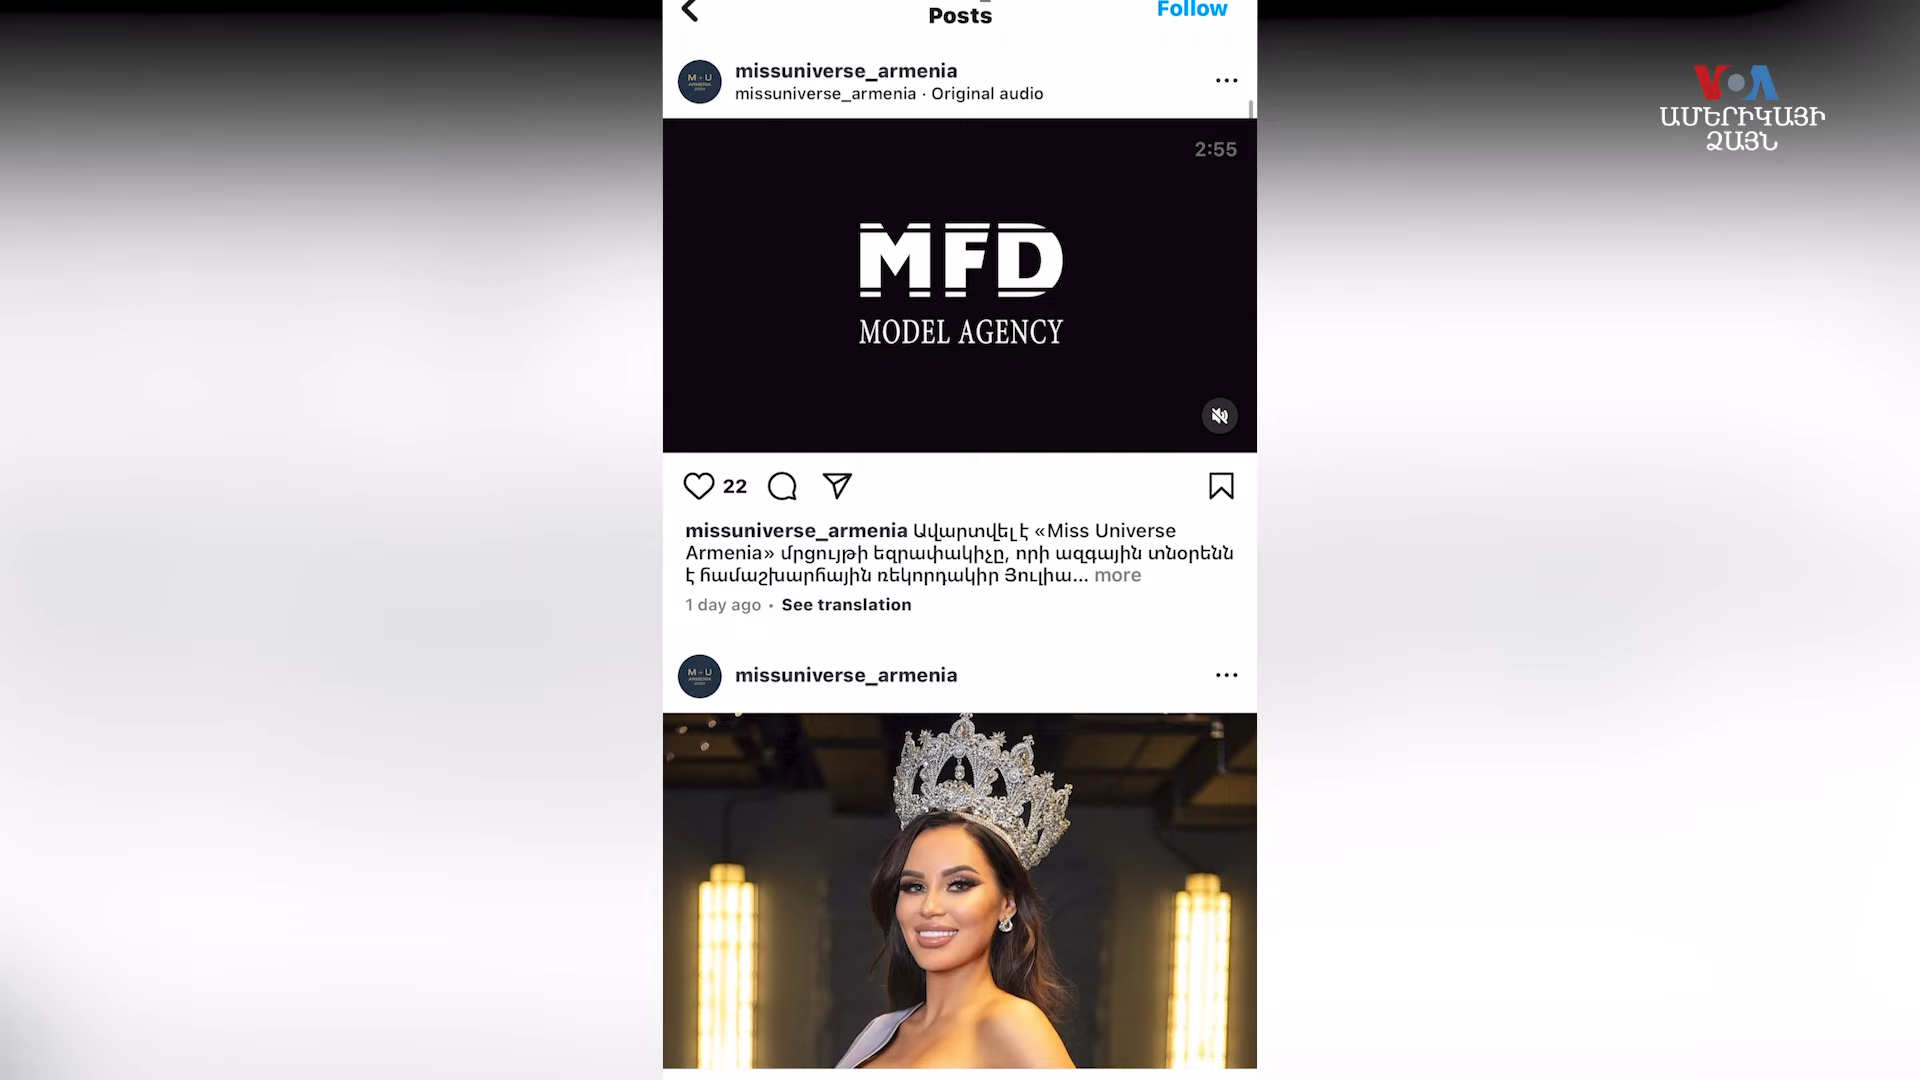 Posts
Follow
missuniverse_armenia
missuniverse_armenia · Original audio
VOA
ԱՄԵՐԻԿԱՅԻ
ՁԱՅՆ
2:55
MFD
MODEL AGENCY
22
missuniverse_armenia Ավարտվել է «Miss Universe
Armenia» մրցույթի եզրափակիչը, որի ազգային տնօրենն
է համաշխարհային ռեկորդակիր Յուլիա... more
1 day ago · See translation
missuniverse_armenia